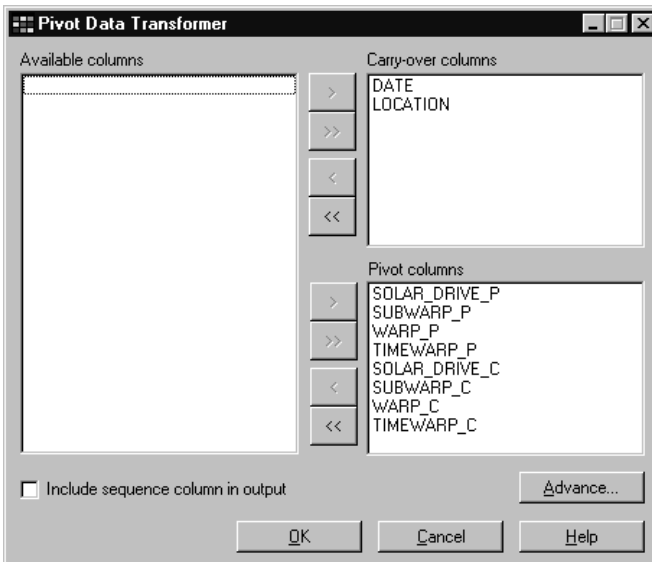 Pivot Data Transformer
Available columns
Carry-over columns
>
>>
<
<<
DATE
LOCATION
Pivot columns
>
>>
<
<<
SOLAR_DRIVE_P
SUBWARP_P
WARP_P
TIMEWARP_P
SOLAR_DRIVE_C
SUBWARP_C
WARP_C
TIMEWARP_C
Include sequence column in output
Advance...
OK
Cancel
Help